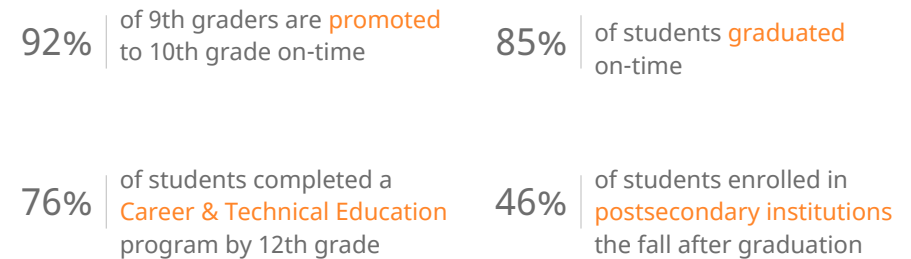 92% of 9th graders are promoted
to 10th grade on-time
85% of students graduated
on-time
76% of students completed a
Career & Technical Education
program by 12th grade
46% of students enrolled in
postsecondary institutions
the fall after graduation